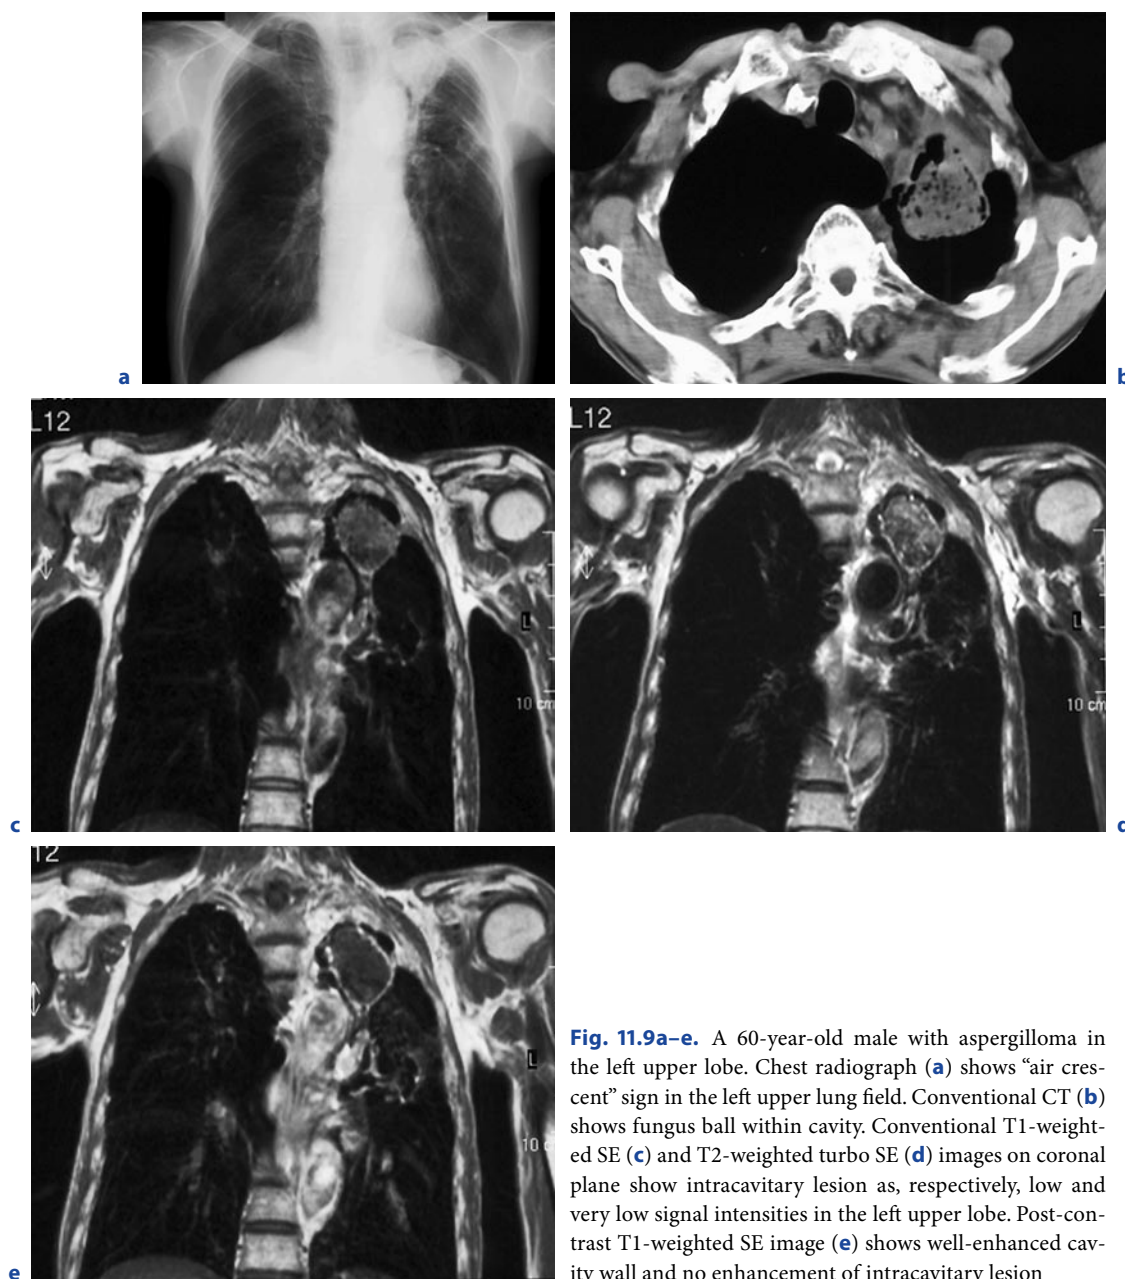 a
b
L12
L
10 cm
c
L12
L
10 cm
d
T2
L
10 c
e
Fig. 11.9a–e. A 60-year-old male with aspergilloma in
the left upper lobe. Chest radiograph (a) shows “air cres-
cent” sign in the left upper lung field. Conventional CT (b)
shows fungus ball within cavity. Conventional T1-weight-
ed SE (c) and T2-weighted turbo SE (d) images on coronal
plane show intracavitary lesion as, respectively, low and
very low signal intensities in the left upper lobe. Post-con-
trast T1-weighted SE image (e) shows well-enhanced cav-
ity wall and no enhancement of intracavitary lesion